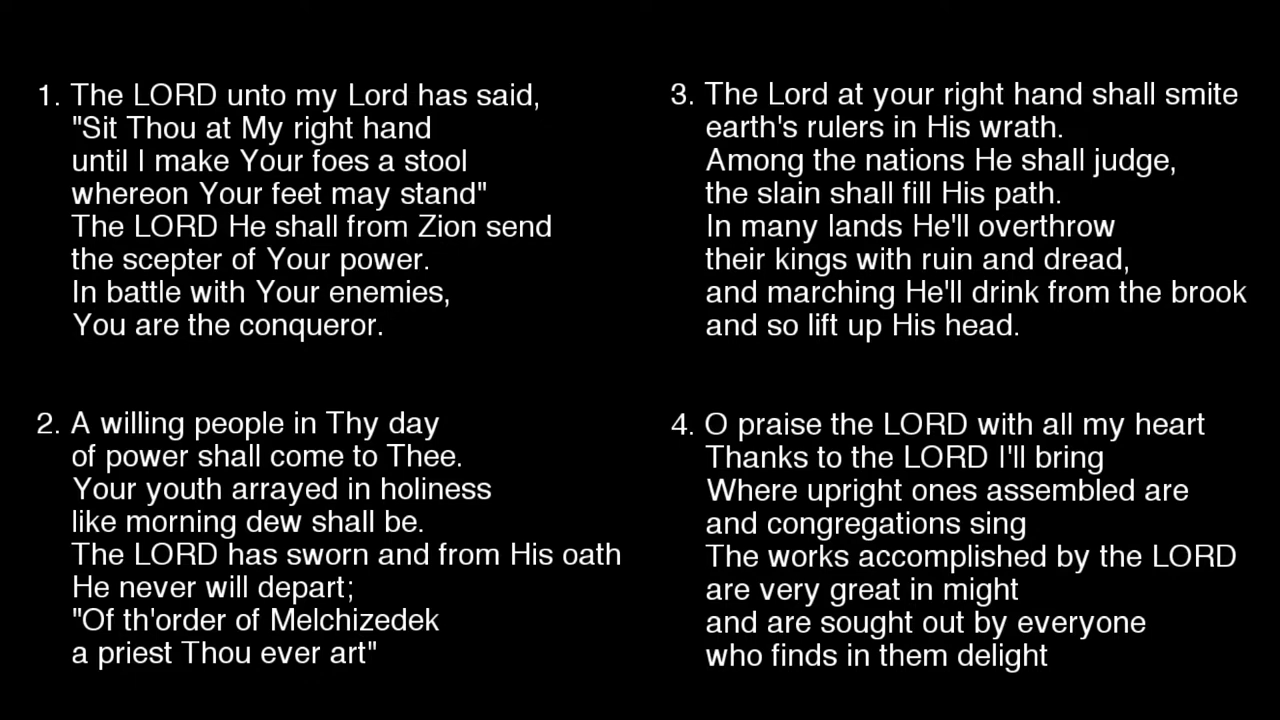 1. The LORD unto my Lord has said,
"Sit Thou at My right hand
until I make Your foes a stool
whereon Your feet may stand"
The LORD He shall from Zion send
the scepter of Your power.
In battle with Your enemies,
You are the conqueror.
2. A willing people in Thy day
of power shall come to Thee.
Your youth arrayed in holiness
like morning dew shall be.
The LORD has sworn and from His oath
He never will depart;
"Of th'order of Melchizedek
a priest Thou ever art"
3. The Lord at your right hand shall smite
earth's rulers in His wrath.
Among the nations He shall judge,
the slain shall fill His path.
In many lands He'll overthrow
their kings with ruin and dread,
and marching He'll drink from the brook
and so lift up His head.
4. O praise the LORD with all my heart
Thanks to the LORD I'll bring
Where upright ones assembled are
and congregations sing
The works accomplished by the LORD
are very great in might
and are sought out by everyone
who finds in them delight